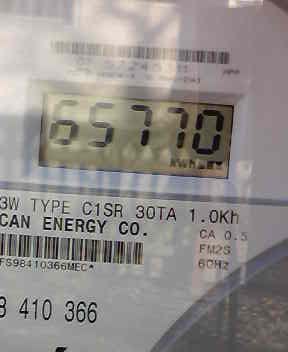 65770
kWh
3W TYPE C1SR 30TA 1.0Kh
CAN ENERGY CO.
CA 0.5
FM2S
60Hz
FS98410366MEC*
8 410 366